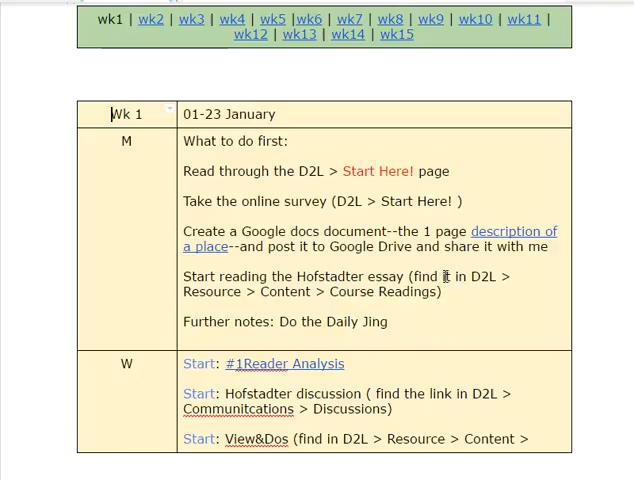 wk1 | wk2 | wk3 | wk4 | wk5 |wk6 | wk7 | wk8 | wk9 | wk10 | wk11 |
wk12 | wk13 | wk14 | wk15
Wk 1
01-23 January
M
What to do first:
Read through the D2L > Start Here! page
Take the online survey (D2L > Start Here! )
Create a Google docs document--the 1 page description of
a place--and post it to Google Drive and share it with me
Start reading the Hofstadter essay (find it in D2L >
Resource > Content > Course Readings)
Further notes: Do the Daily Jing
W
Start: #1Reader Analysis
Start: Hofstadter discussion ( find the link in D2L >
Communitcations > Discussions)
Start: View&Dos (find in D2L > Resource > Content >